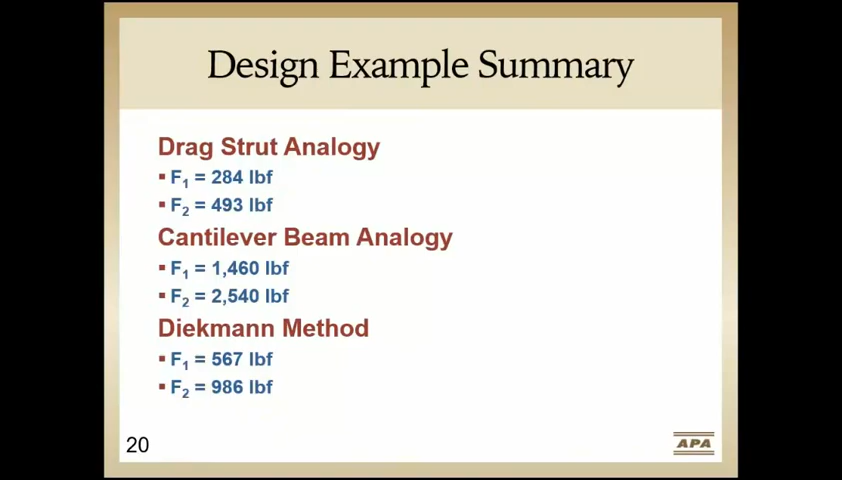 Design Example Summary
Drag Strut Analogy
▪ F₁ = 284 lbf
▪ F₂ = 493 lbf
Cantilever Beam Analogy
▪ F₁ = 1,460 lbf
▪ F₂ = 2,540 lbf
Diekmann Method
▪ F₁ = 567 lbf
▪ F₂ = 986 lbf
20
APA